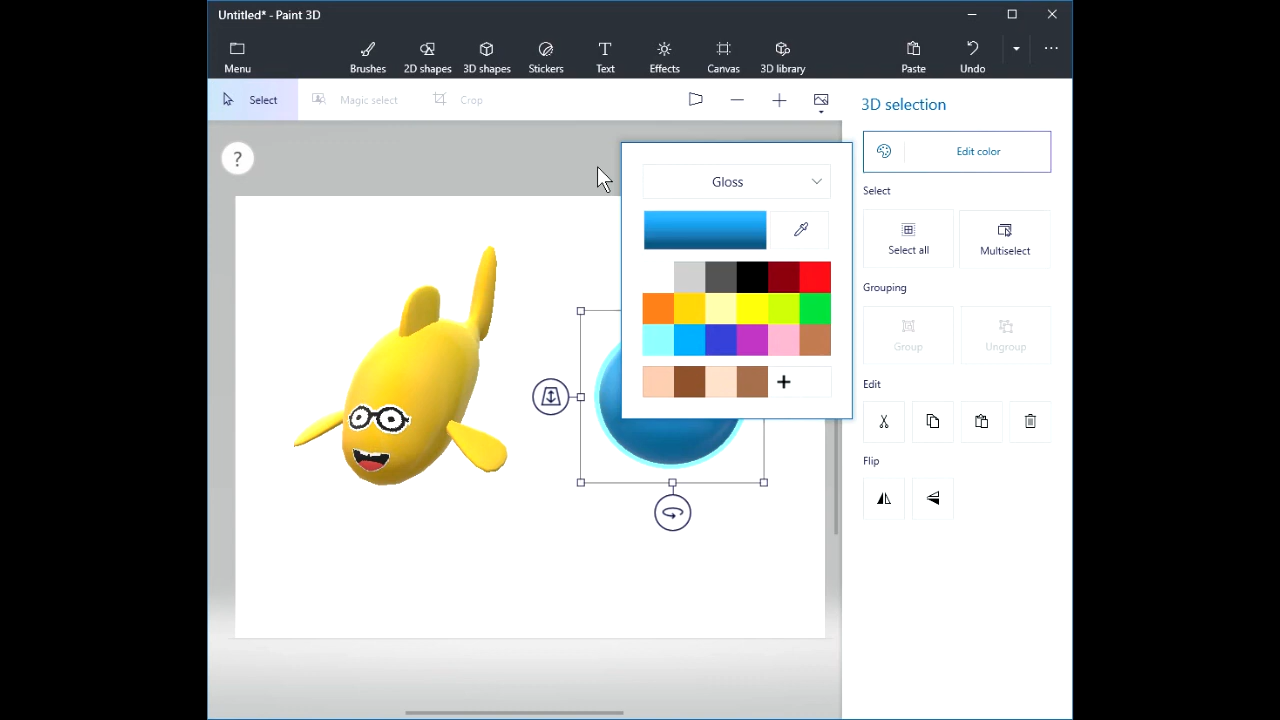 Untitled* - Paint 3D
Menu
Brushes
2D shapes
3D shapes
Stickers
Text
Effects
Canvas
3D library
Paste
Undo
Select
Magic select
Crop
3D selection
?
Edit color
Gloss
Select
Select all
Multiselect
Grouping
Group
Ungroup
Edit
Flip